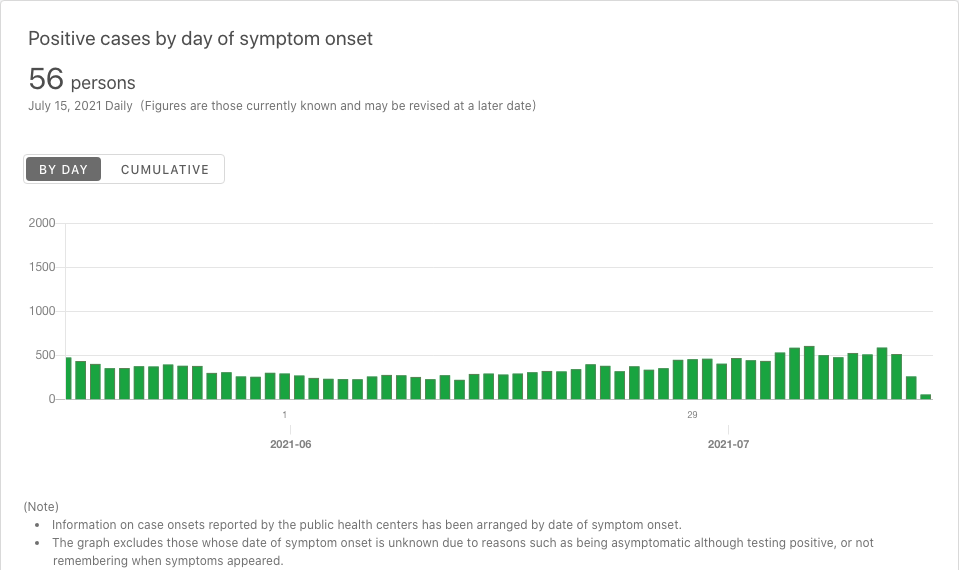 Positive cases by day of symptom onset
56 persons
July 15, 2021 Daily (Figures are those currently known and may be revised at a later date)
BY DAY CUMULATIVE
2000
1500
1000
500
0
1 29
2021-06 2021-07
(Note)
• Information on case onsets reported by the public health centers has been arranged by date of symptom onset.
• The graph excludes those whose date of symptom onset is unknown due to reasons such as being asymptomatic although testing positive, or not
remembering when symptoms appeared.